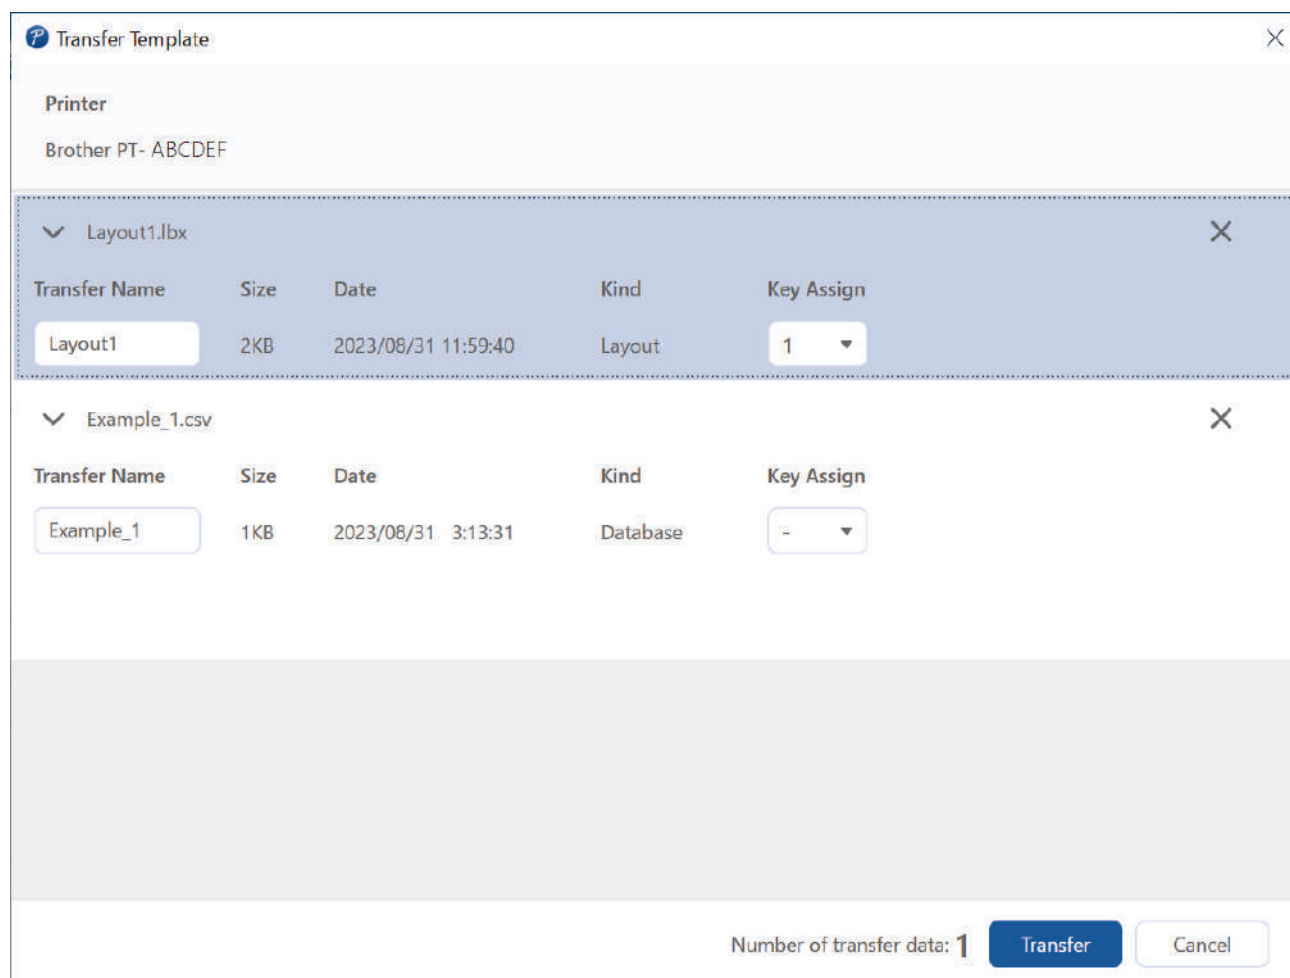 Transfer Template
Printer
Brother PT- ABCDEF
Layout1.lbx
Transfer Name Size Date Kind Key Assign
Layout1 2KB 2023/08/31 11:59:40 Layout 1
Example_1.csv
Transfer Name Size Date Kind Key Assign
Example_1 1KB 2023/08/31 3:13:31 Database -
Number of transfer data: 1 Transfer Cancel